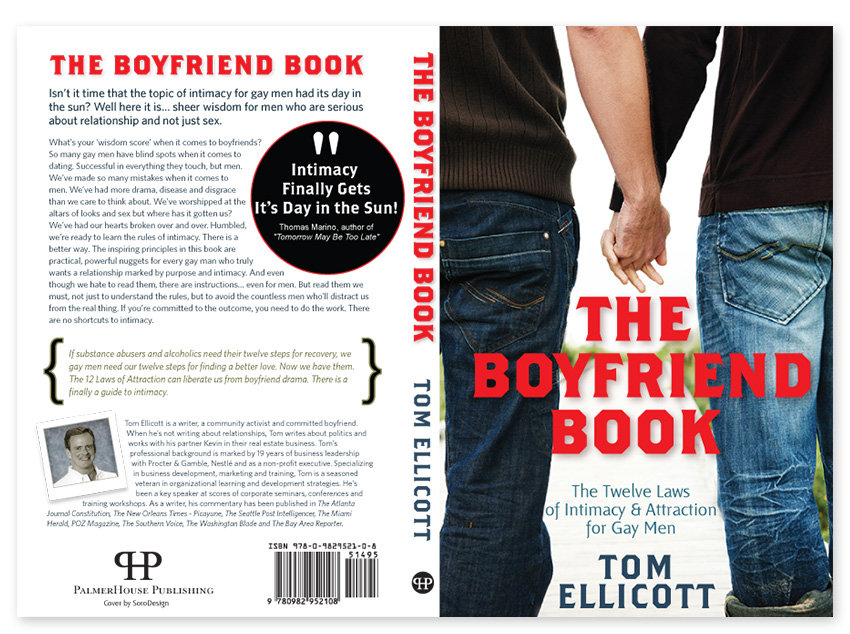 THE BOYFRIEND BOOK
Isn't it time that the topic of intimacy for gay men had its day in
the sun? Well here it is... sheer wisdom for men who are serious
about relationship and not just sex.
What's your 'wisdom score' when it comes to boyfriends?
So many gay men have blind spots when it comes to
dating. Successful in everything they touch, but men.
We've made so many mistakes when it comes to
men. We've had more drama, disease and disgrace
than we care to think about. We've worshipped at the
altars of looks and sex but where has it gotten us?
We've had our hearts broken over and over. Humbled,
we're ready to learn the rules of intimacy. There is a
better way. The inspiring principles in this book are
practical, powerful nuggets for every gay man who truly
wants a relationship marked by purpose and intimacy. And even
though we hate to read them, there are instructions... even for men. But read them we
must, not just to understand the rules, but to avoid the countless men who'll distract us
from the real thing. If you're committed to the outcome, you need to do the work. There
are no shortcuts to intimacy.
"
Intimacy
Finally Gets
It's Day in the Sun!
Thomas Marino, author of
"Tomorrow May Be Too Late"
{ If substance abusers and alcoholics need their twelve steps for recovery, we
gay men need our twelve steps for finding a better love. Now we have them.
The 12 Laws of Attraction can liberate us from boyfriend drama. There is a
finally a guide to intimacy. }
Tom Ellicott is a writer, a community activist and committed boyfriend.
When he's not writing about relationships, Tom writes about politics and
works with his partner Kevin in their real estate business. Tom's
professional background is marked by 19 years of business leadership
with Procter & Gamble, Nestlé and as a non-profit executive. Specializing
in business development, marketing and training, Tom is a seasoned
veteran in organizational learning and development strategies. He's
been a key speaker at scores of corporate seminars, conferences and
training workshops. As a writer, his commentary has been published in The Atlanta
Journal Constitution, The New Orleans Times - Picayune, The Seattle Post Intelligencer, The Miami
Herald, POZ Magazine, The Southern Voice, The Washington Blade and The Bay Area Reporter.
PHP
PALMERHOUSE PUBLISHING
Cover by SoroDesign
ISBN 978-0-9829521-0-8
51495
9 780982 952108
THE BOYFRIEND BOOK
TOM ELLICOTT
PHP
THE
BOYFRIEND
BOOK
The Twelve Laws
of Intimacy & Attraction
for Gay Men
TOM
ELLICOTT